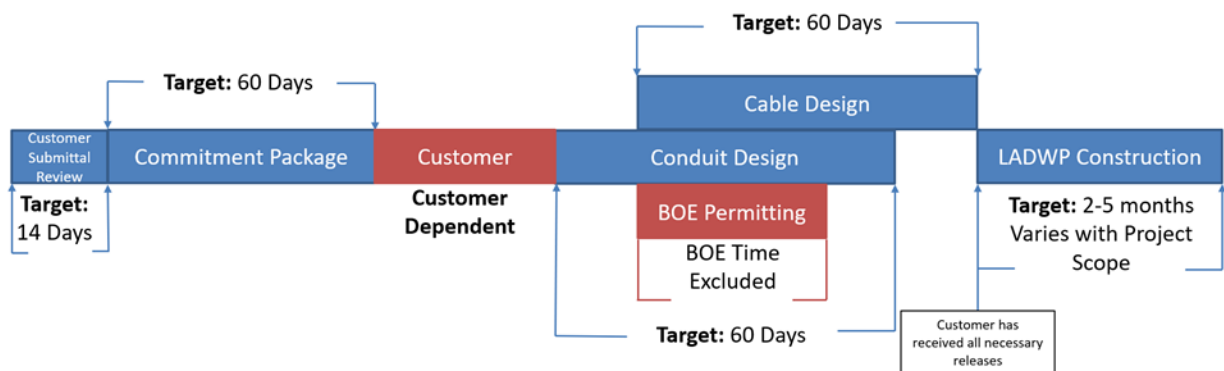 Target: 60 Days
Cable Design
Target: 60 Days
Customer
Submittal
Review
Commitment Package
Customer
Conduit Design
LADWP Construction
Target:
14 Days
Customer
Dependent
BOE Permitting
BOE Time
Excluded
Target: 2-5 months
Varies with Project
Scope
Target: 60 Days
Customer has
received all necessary
releases